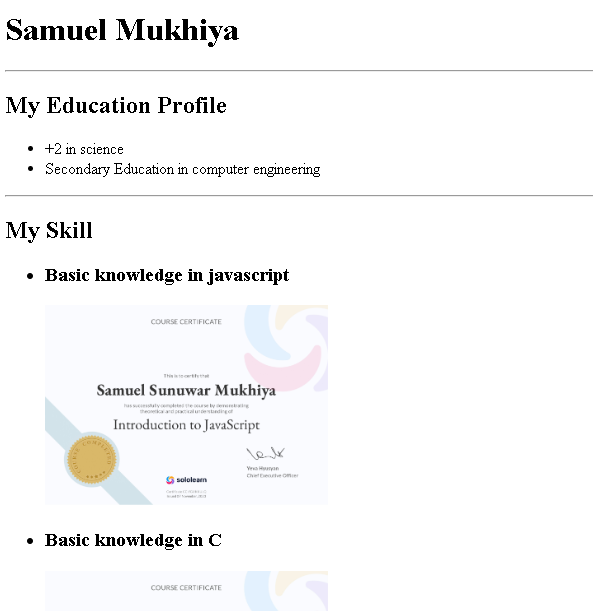 Samuel Mukhiya
My Education Profile
+2 in science
Secondary Education in computer engineering
My Skill
Basic knowledge in javascript
COURSE CERTIFICATE
This is to certify that
Samuel Sunuwar Mukhiya
has successfully completed the course by demonstrating
theoretical and practical understanding of
Introduction to JavaScript
COURSE COMPLETED
Yeva Hyusyan
Chief Executive Officer
sololearn
Basic knowledge in C
COURSE CERTIFICATE